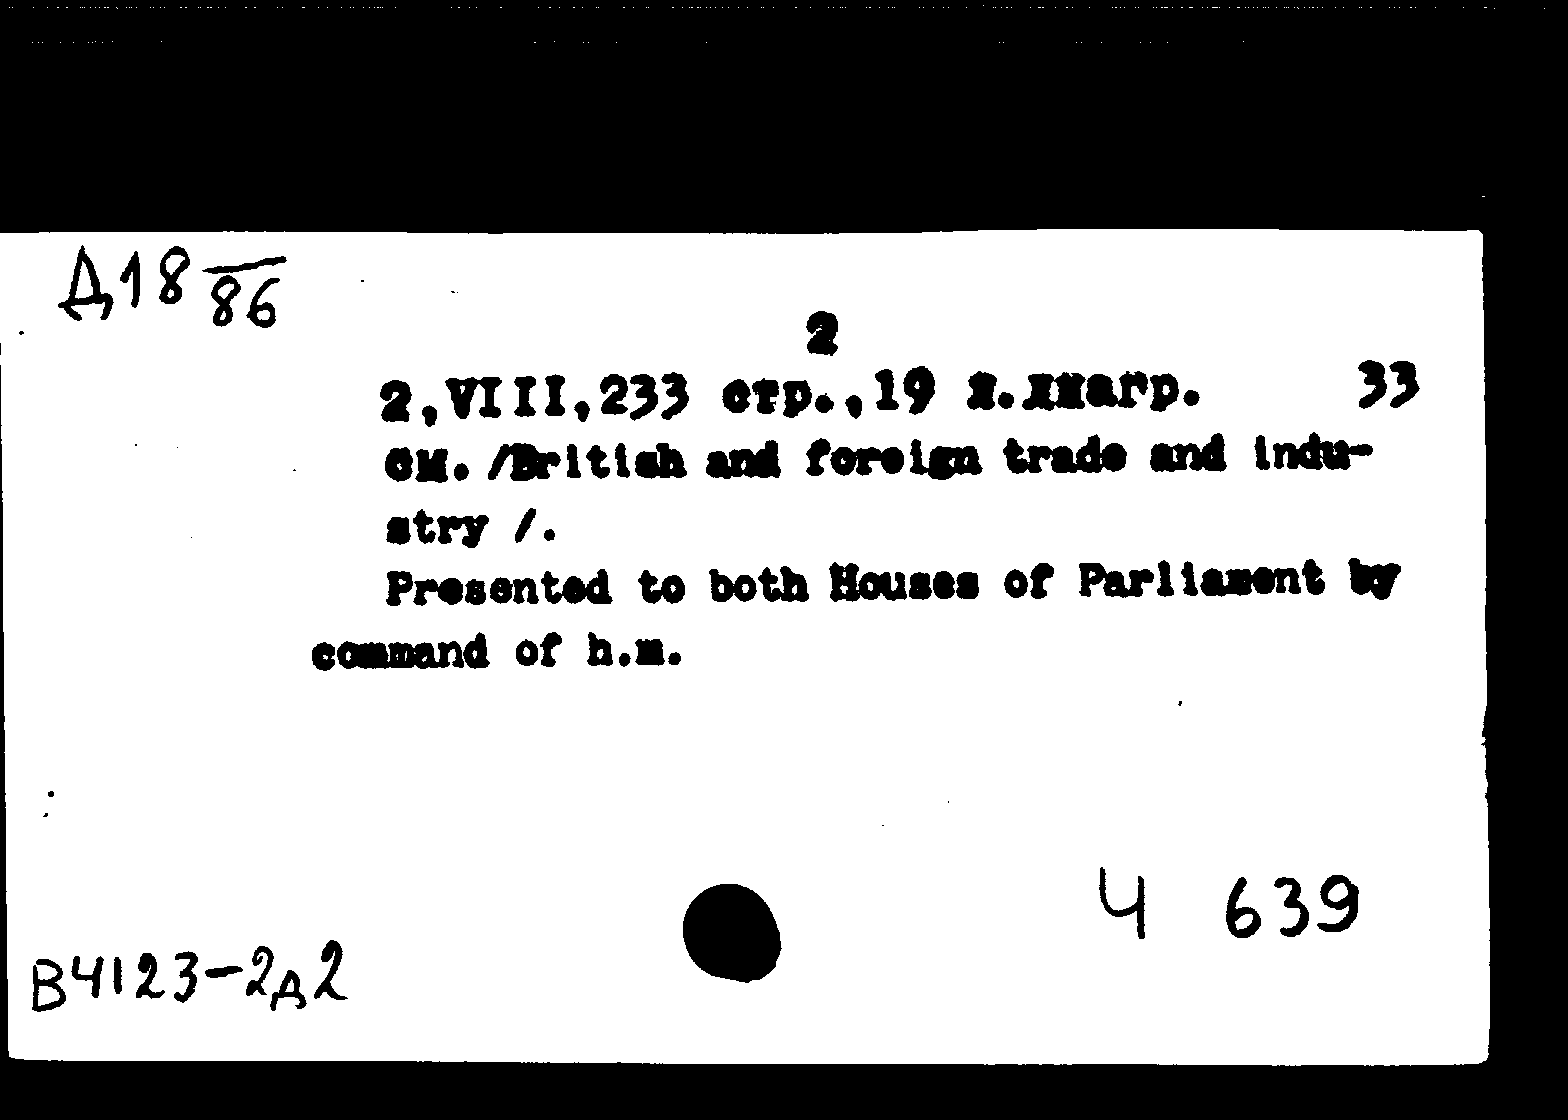 Д18 86
2
2,VIII,233 стр.,19 л.диагр. 33
см. /British and foreign trade and indu-
stry /.
Presented to both Houses of Parliament by
command of h.m.
Ч 639
В4123-2д2